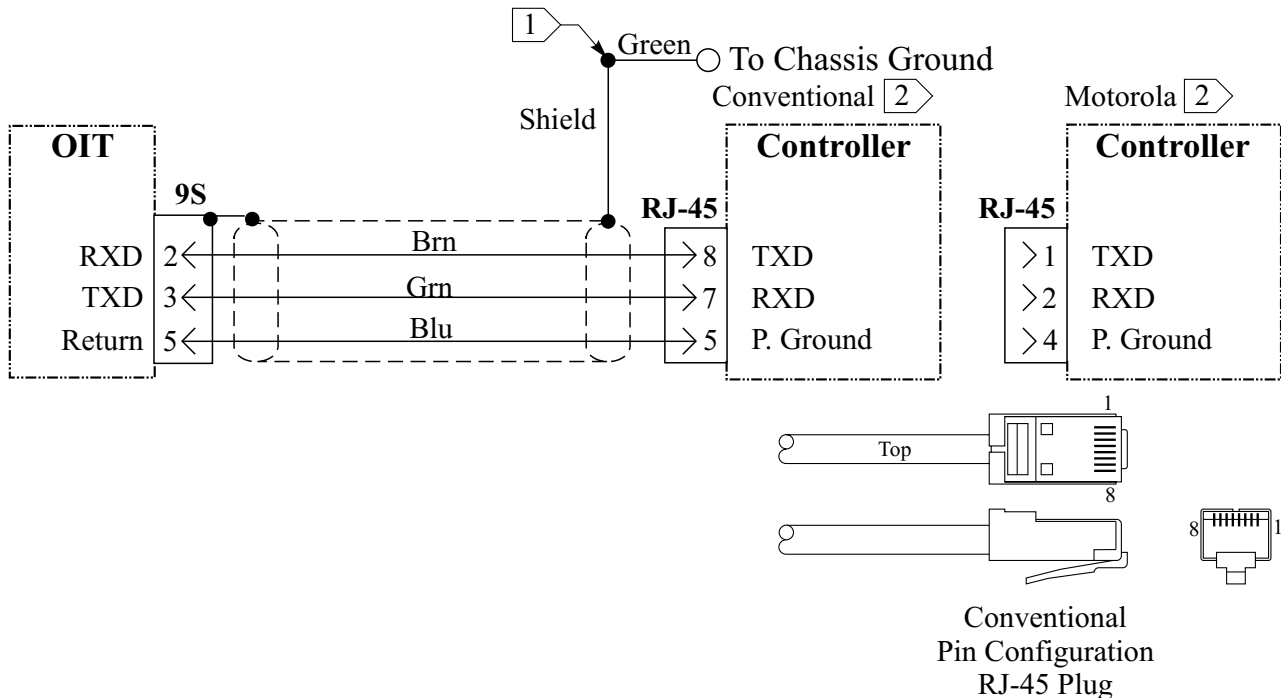 1
Green
To Chassis Ground
Conventional 2
Motorola 2
Shield
OIT
Controller
Controller
9S
RJ-45
RJ-45
RXD 2 Brn 8 TXD
1 TXD
TXD 3 Grn 7 RXD
2 RXD
Return 5 Blu 5 P. Ground
4 P. Ground
1
Top
8
8 1
Conventional
Pin Configuration
RJ-45 Plug